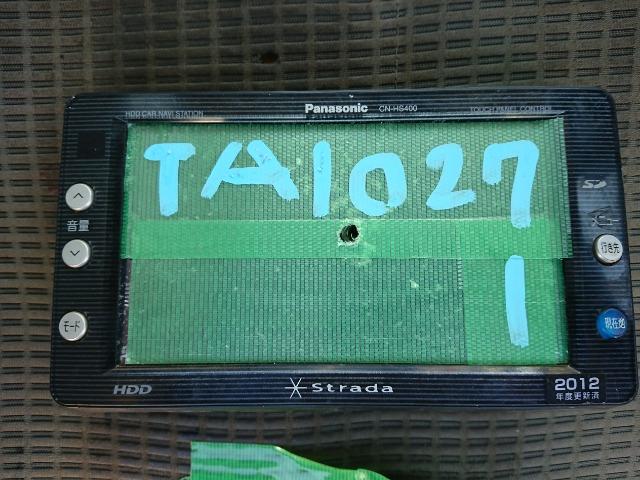 HDD CAR NAVI STATION
Panasonic CN-HS400
TOUCH PANEL CONTROL
TA1027
1
音量
モード
SD
行き先
現在地
HDD
Strada
2012
年度更新済